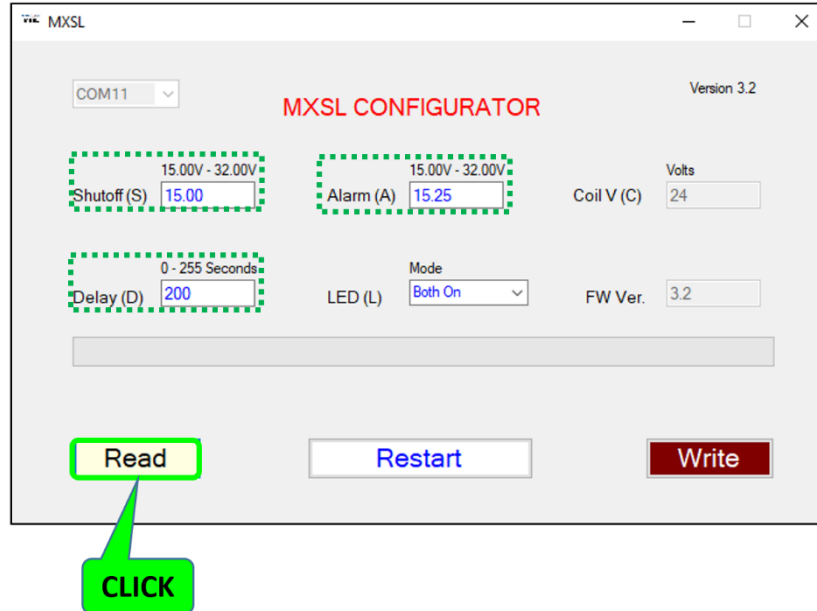 MXSL
COM11
Version 3.2
MXSL CONFIGURATOR
15.00V - 32.00V
Shutoff (S) 15.00
15.00V - 32.00V
Alarm (A) 15.25
Volts
Coil V (C) 24
0 - 255 Seconds
Delay (D) 200
Mode
LED (L) Both On
FW Ver. 3.2
Read
Restart
Write
CLICK